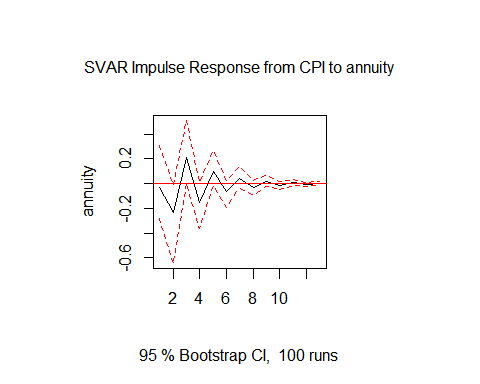 SVAR Impulse Response from CPI to annuity
annuity
0.2
-0.2
-0.6
2 4 6 8 10
95 % Bootstrap CI, 100 runs